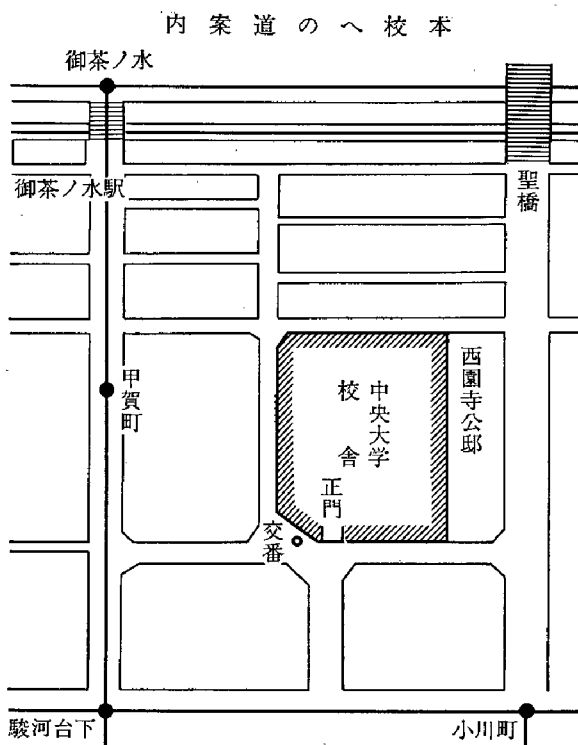 内案道のへ校本
御茶ノ水
御茶ノ水駅
聖橋
甲賀町
西園寺公邸
中央大学
校舎
正門
交番
駿河台下
小川町